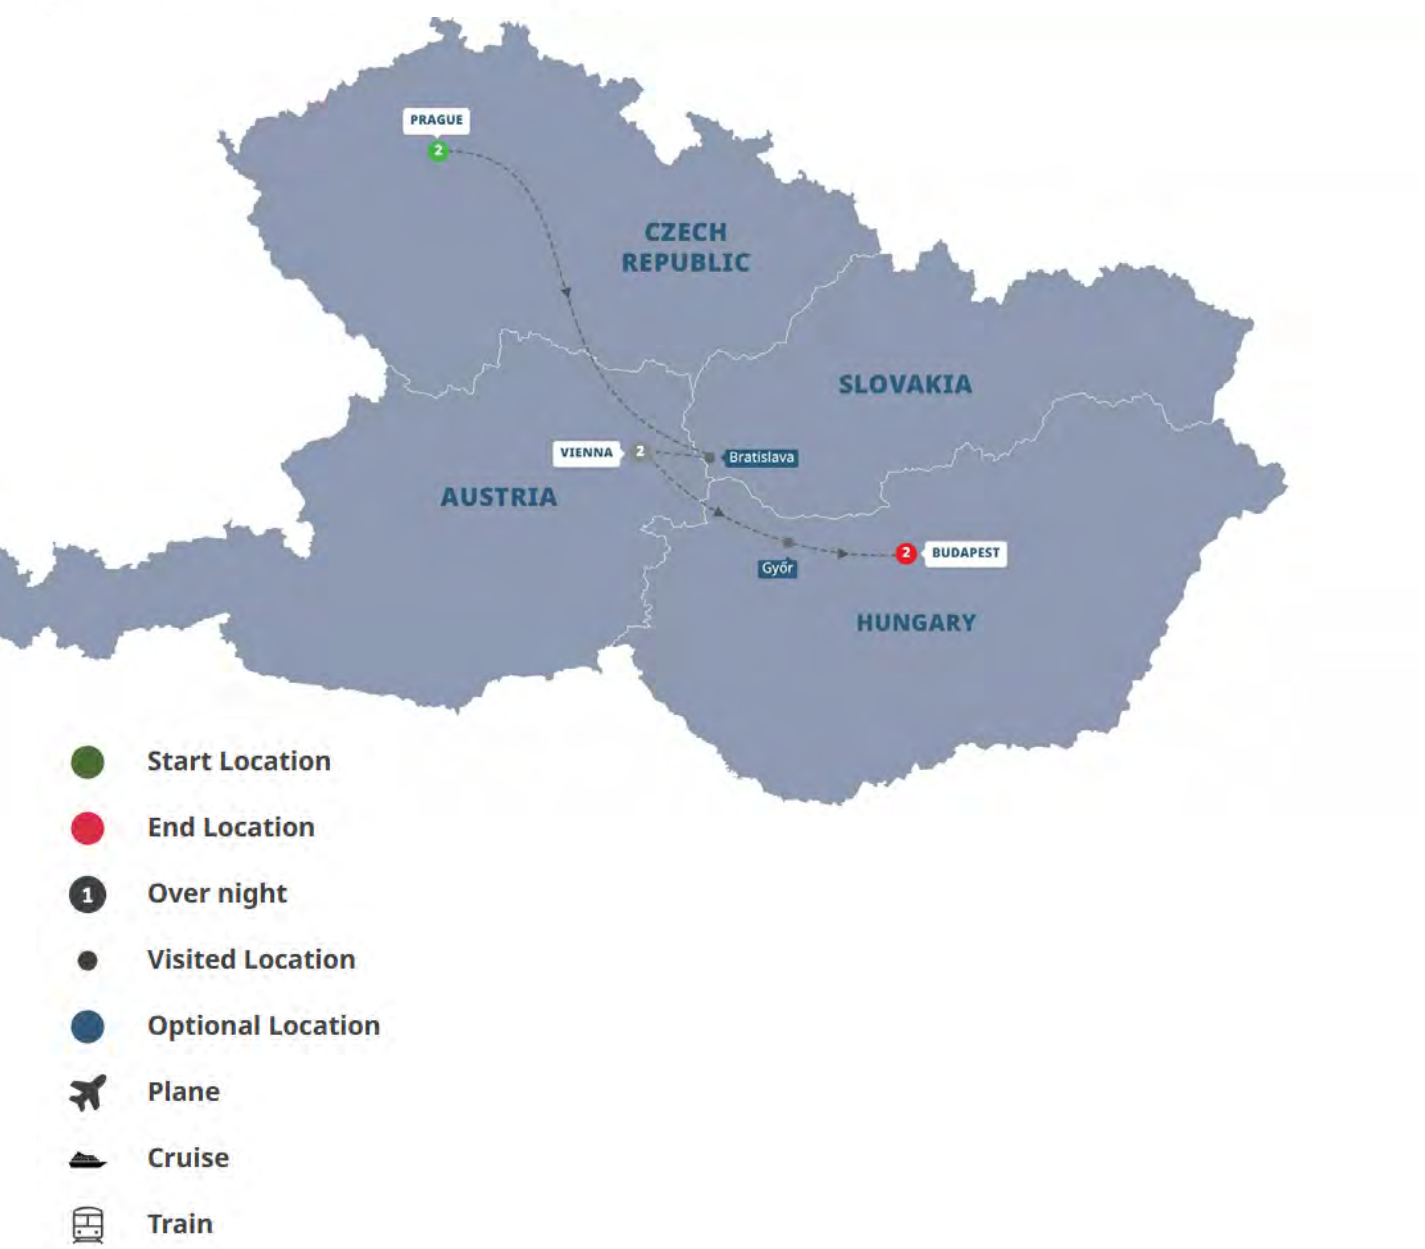 PRAGUE
2
CZECH
REPUBLIC
SLOVAKIA
VIENNA
2
Bratislava
AUSTRIA
2
BUDAPEST
Győr
HUNGARY
Start Location
End Location
1
Over night
Visited Location
Optional Location
Plane
Cruise
Train